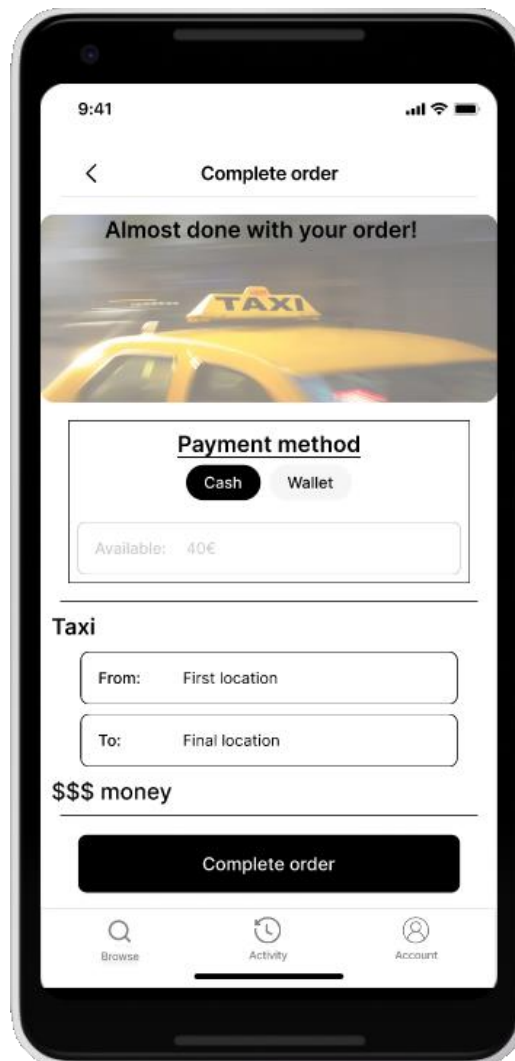 9:41
Complete order
Almost done with your order!
TAXI
Payment method
Cash Wallet
Available: 40€
Taxi
From: First location
To: Final location
$$$ money
Complete order
Browse Activity Account